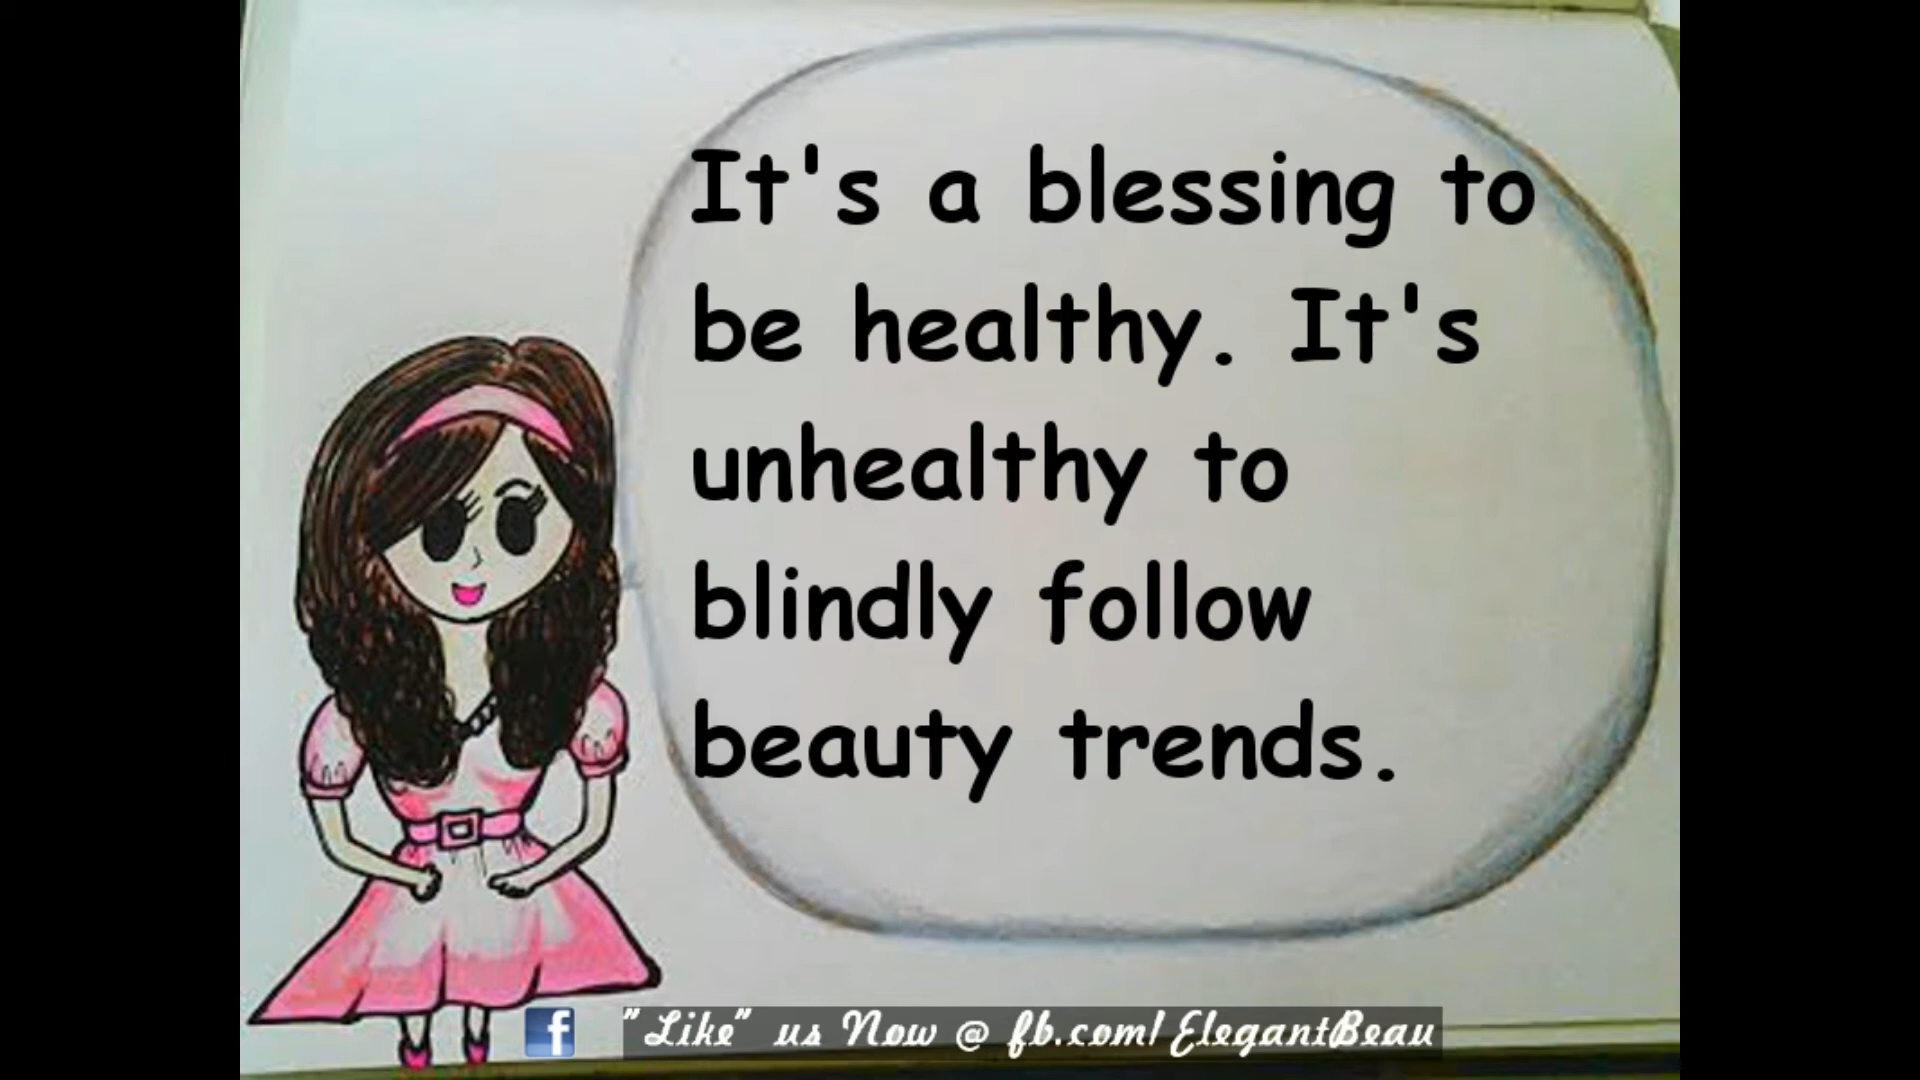 It's a blessing to
be healthy. It's
unhealthy to
blindly follow
beauty trends.
f "Like" us Now @ fb.com/ElegantBeau